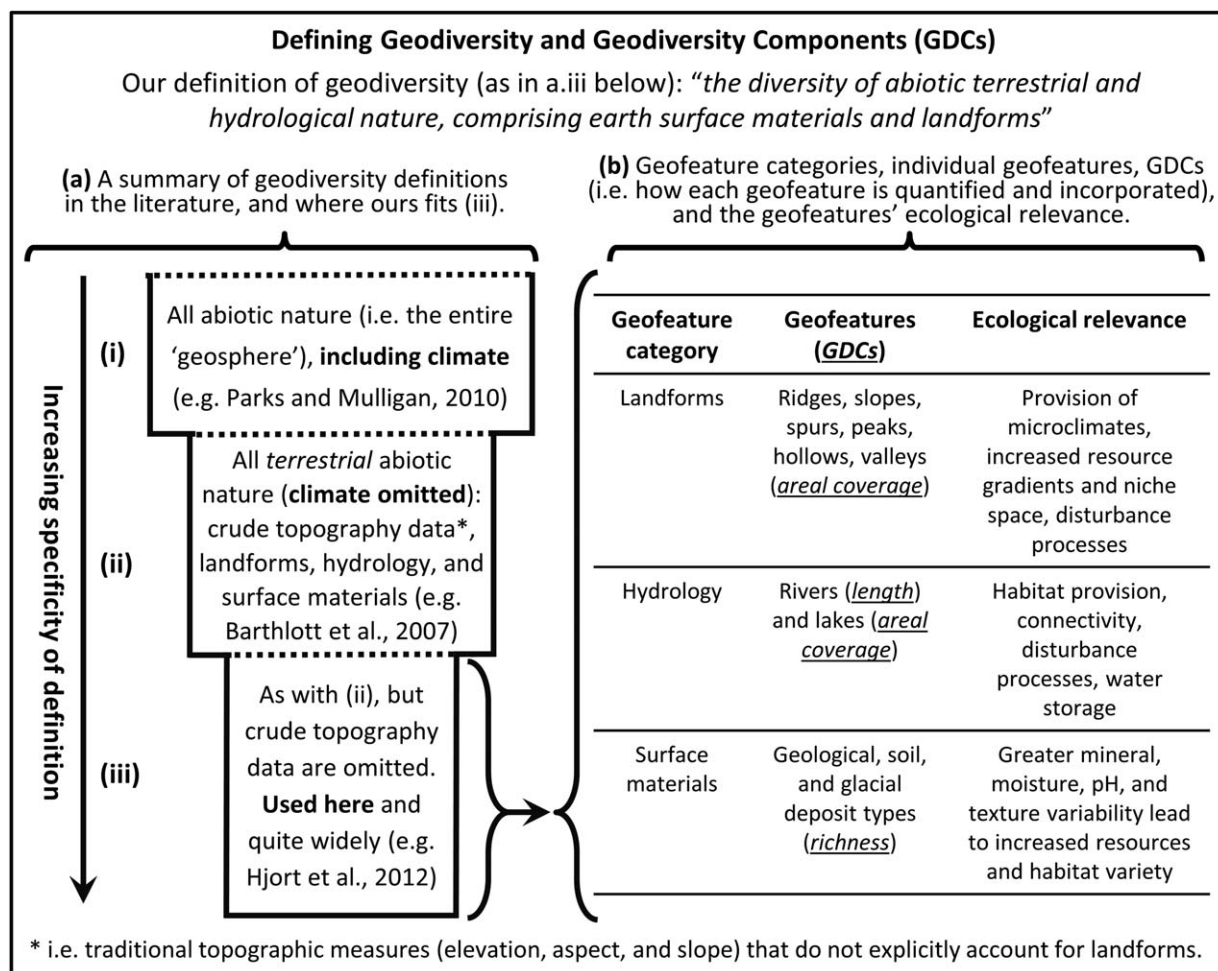 Defining Geodiversity and Geodiversity Components (GDCs)
Our definition of geodiversity (as in a.iii below): “the diversity of abiotic terrestrial and
hydrological nature, comprising earth surface materials and landforms”
(a) A summary of geodiversity definitions
in the literature, and where ours fits (iii).
Increasing specificity of definition
(i)
All abiotic nature (i.e. the entire
‘geosphere’), including climate
(e.g. Parks and Mulligan, 2010)
(ii)
All terrestrial abiotic
nature (climate omitted):
crude topography data*,
landforms, hydrology, and
surface materials (e.g.
Barthlott et al., 2007)
(iii)
As with (ii), but
crude topography
data are omitted.
Used here and
quite widely (e.g.
Hjort et al., 2012)
(b) Geofeature categories, individual geofeatures, GDCs
(i.e. how each geofeature is quantified and incorporated),
and the geofeatures’ ecological relevance.
Geofeature
category
Geofeatures
(GDCs)
Ecological relevance
Landforms
Ridges, slopes,
spurs, peaks,
hollows, valleys
(areal coverage)
Provision of
microclimates,
increased resource
gradients and niche
space, disturbance
processes
Hydrology
Rivers (length)
and lakes (areal
coverage)
Habitat provision,
connectivity,
disturbance
processes, water
storage
Surface
materials
Geological, soil,
and glacial
deposit types
(richness)
Greater mineral,
moisture, pH, and
texture variability lead
to increased resources
and habitat variety
* i.e. traditional topographic measures (elevation, aspect, and slope) that do not explicitly account for landforms.